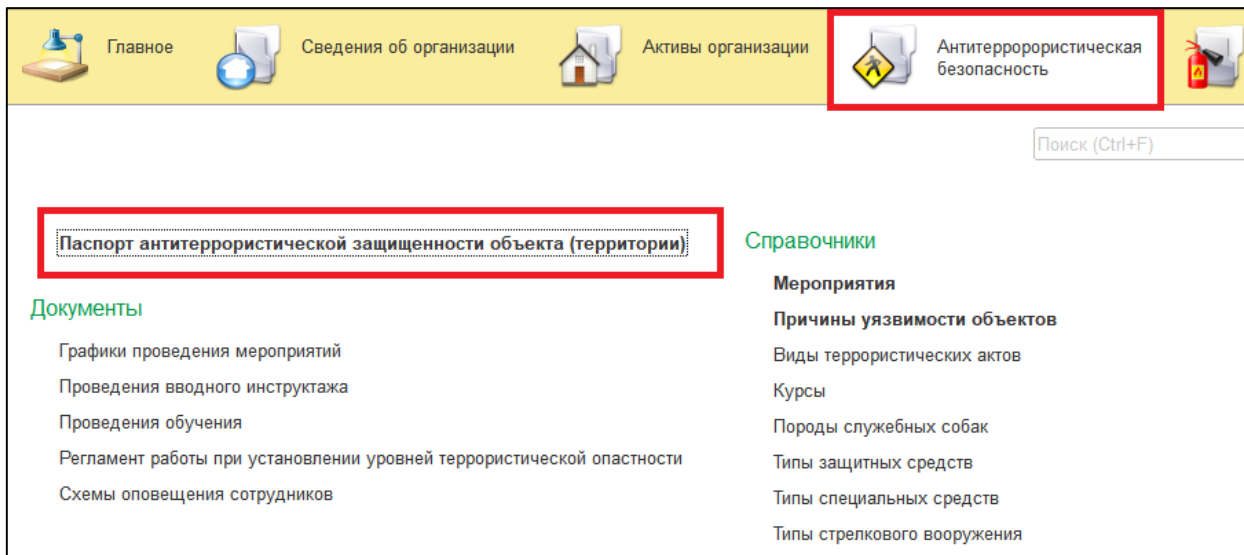 Главное
Сведения об организации
Активы организации
Антитерророристическая
безопасность
Поиск (Ctrl+F)
Паспорт антитеррористической защищенности объекта (территории)
Документы
Графики проведения мероприятий
Проведения вводного инструктажа
Проведения обучения
Регламент работы при установлении уровней террористической опастности
Схемы оповещения сотрудников
Справочники
Мероприятия
Причины уязвимости объектов
Виды террористических актов
Курсы
Породы служебных собак
Типы защитных средств
Типы специальных средств
Типы стрелкового вооружения